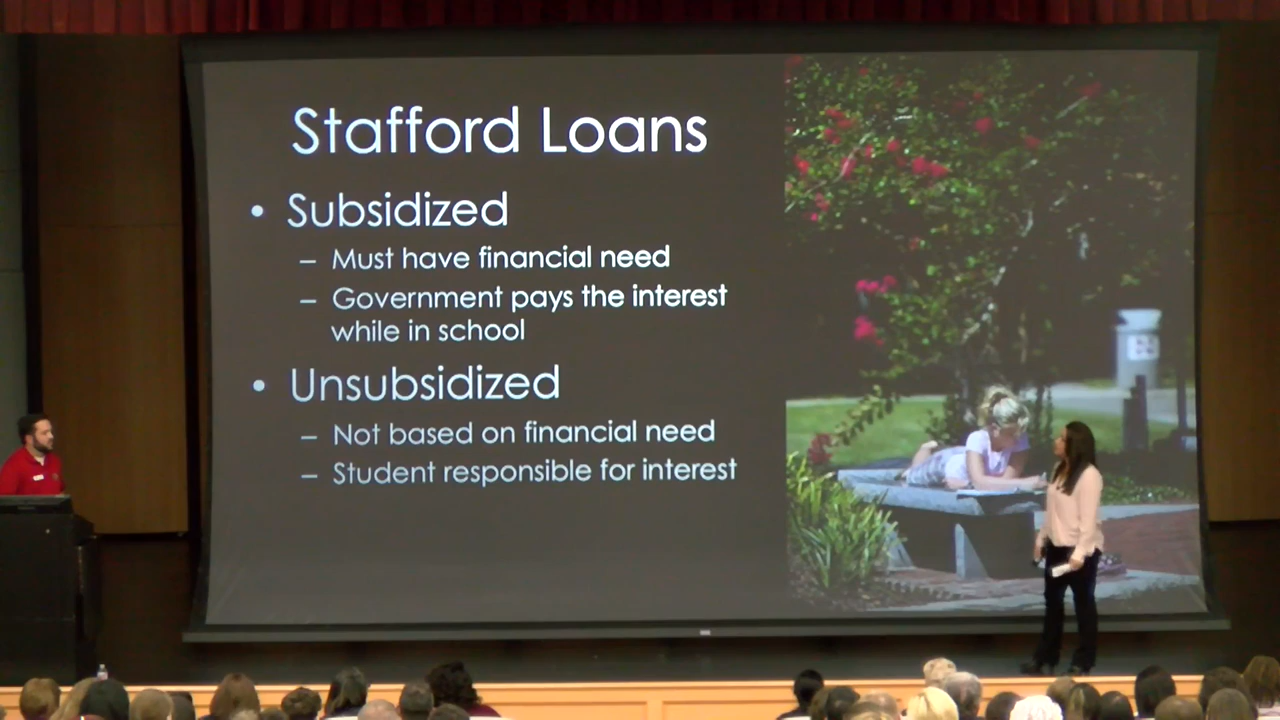 Stafford Loans
• Subsidized
– Must have financial need
– Government pays the interest
while in school
• Unsubsidized
– Not based on financial need
– Student responsible for interest